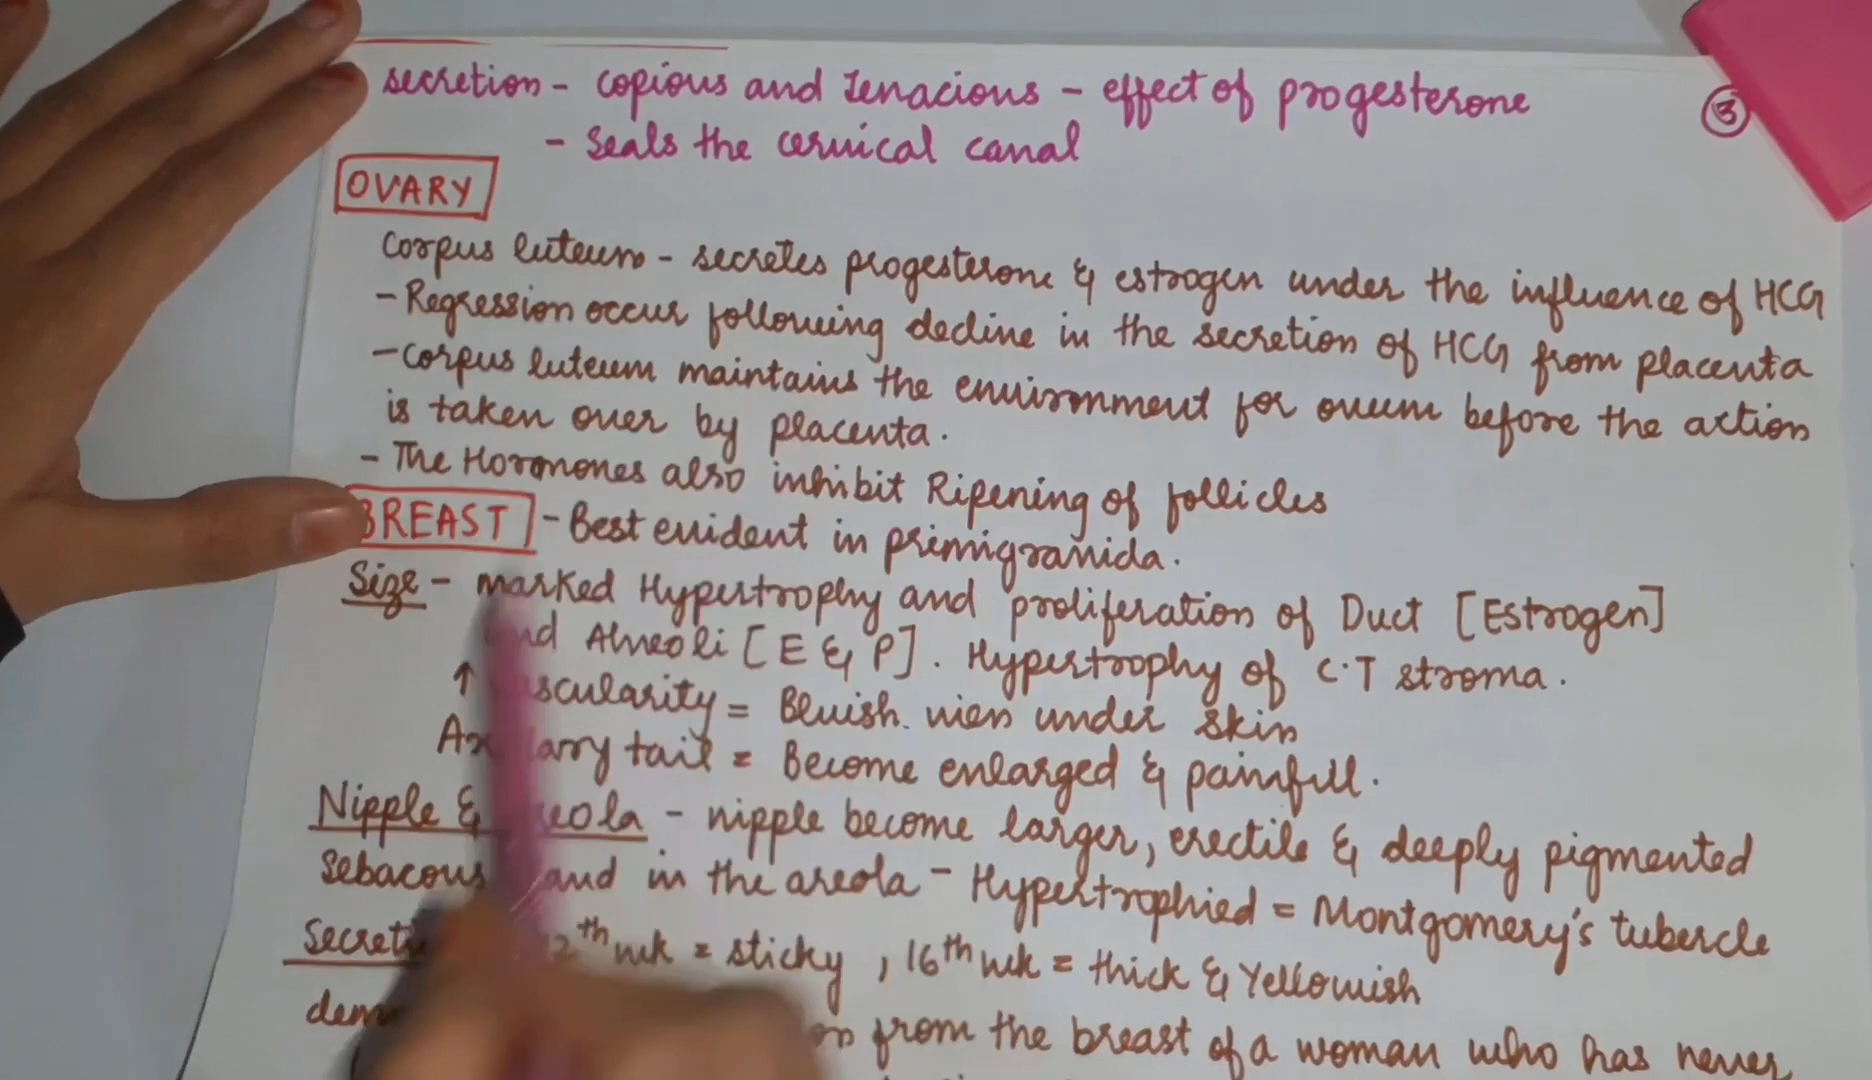 secretion - copious and Tenacious - effect of progesterone
3
- Seals the cervical canal
OVARY
Corpus luteum - secretes progesterone & estrogen under the influence of HCG
- Regression occur following decline in the secretion of HCG from placenta
- Corpus luteum maintains the environment for ovum before the action
is taken over by placenta.
- The Hormones also inhibit Ripening of follicles
BREAST - Best evident in primigravida.
Size - marked Hypertrophy and proliferation of Duct [Estrogen]
and Alveoli [E & P]. Hypertrophy of C.T stroma.
↑ = Bluish. vien under skin
tail = Become enlarged & painfull.
Nipple & - nipple become larger, erectile & deeply pigmented
Sebacous in the areola - Hypertrophied = Montgomery's tubercle
wk = sticky, 16th wk = thick & Yellowish
from the breast of a woman who has never